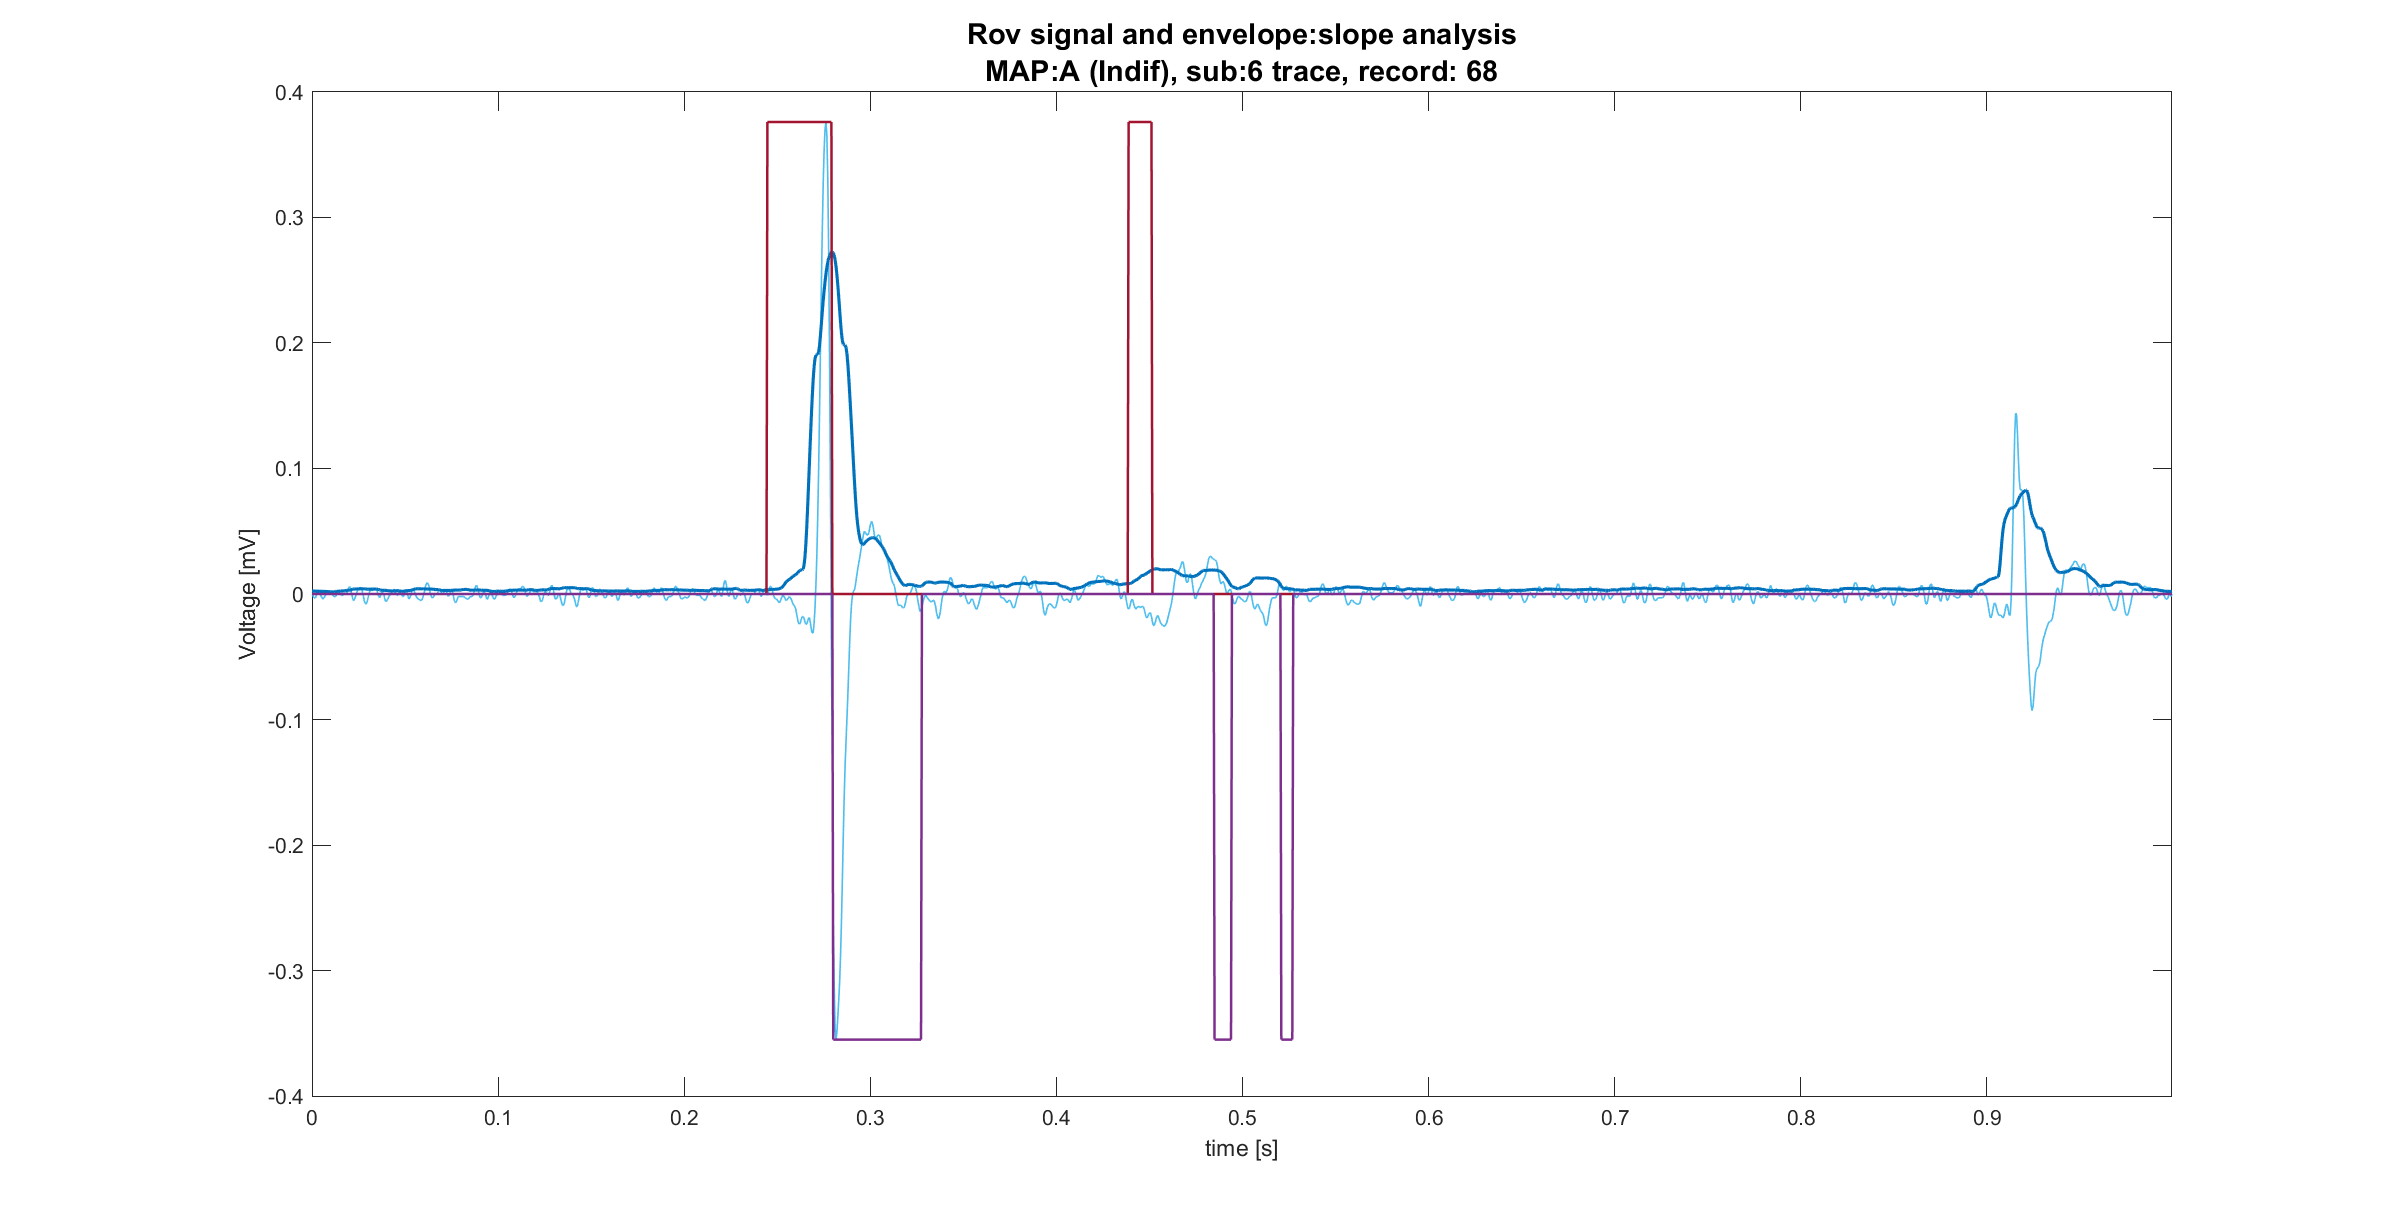 Rov signal and envelope:slope analysis
MAP:A (Indif), sub:6 trace, record: 68
0.4
0.3
0.2
0.1
0
-0.1
-0.2
-0.3
-0.4
Voltage [mV]
0 0.1 0.2 0.3 0.4 0.5 0.6 0.7 0.8 0.9
time [s]